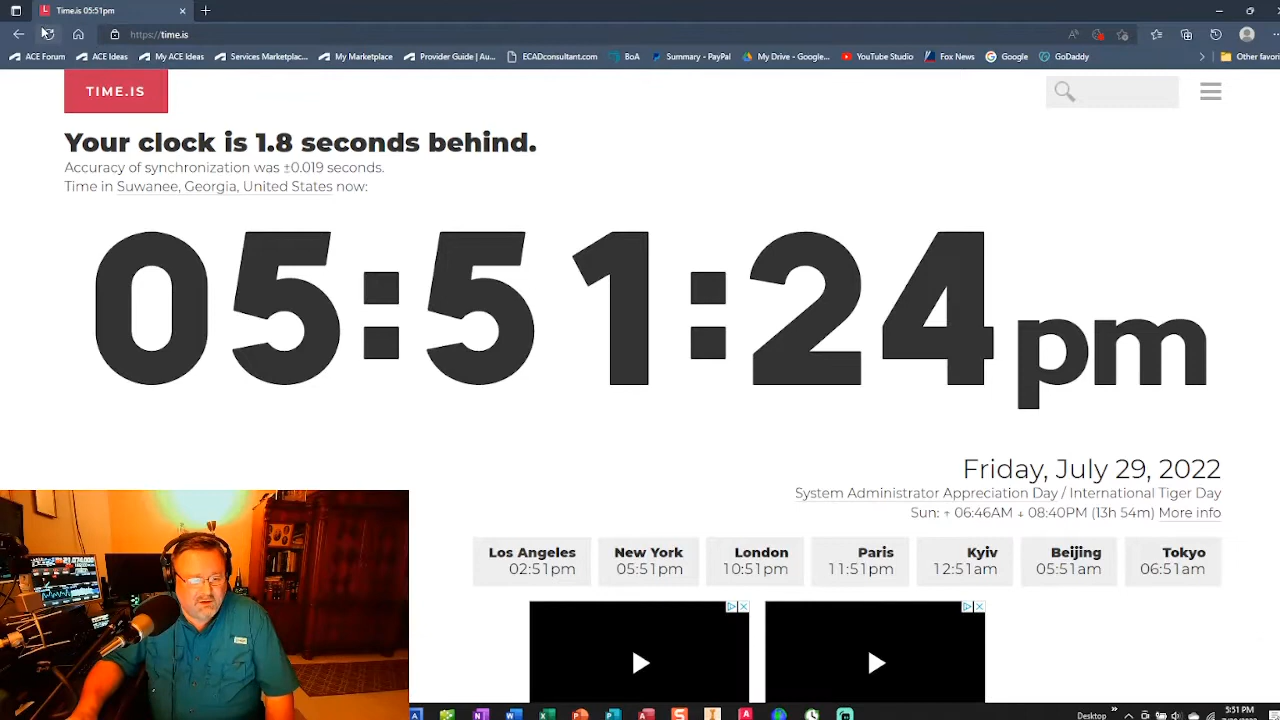 Time.is 05:51pm
https://time.is
ACE Forum
ACE Ideas
My ACE Ideas
Services Marketplac...
My Marketplace
Provider Guide | Au...
ECADconsultant.com
BoA
Summary - PayPal
My Drive - Google...
YouTube Studio
Fox News
Google
GoDaddy
Other favori
TIME.IS
Your clock is 1.8 seconds behind.
Accuracy of synchronization was ±0.019 seconds.
Time in Suwanee, Georgia, United States now:
05:51:24pm
Friday, July 29, 2022
System Administrator Appreciation Day / International Tiger Day
Sun: ↑ 06:46AM ↓ 08:40PM (13h 54m) More info
Los Angeles
02:51pm
New York
05:51pm
London
10:51pm
Paris
11:51pm
Kyiv
12:51am
Beijing
05:51am
Tokyo
06:51am
Desktop
5:51 PM